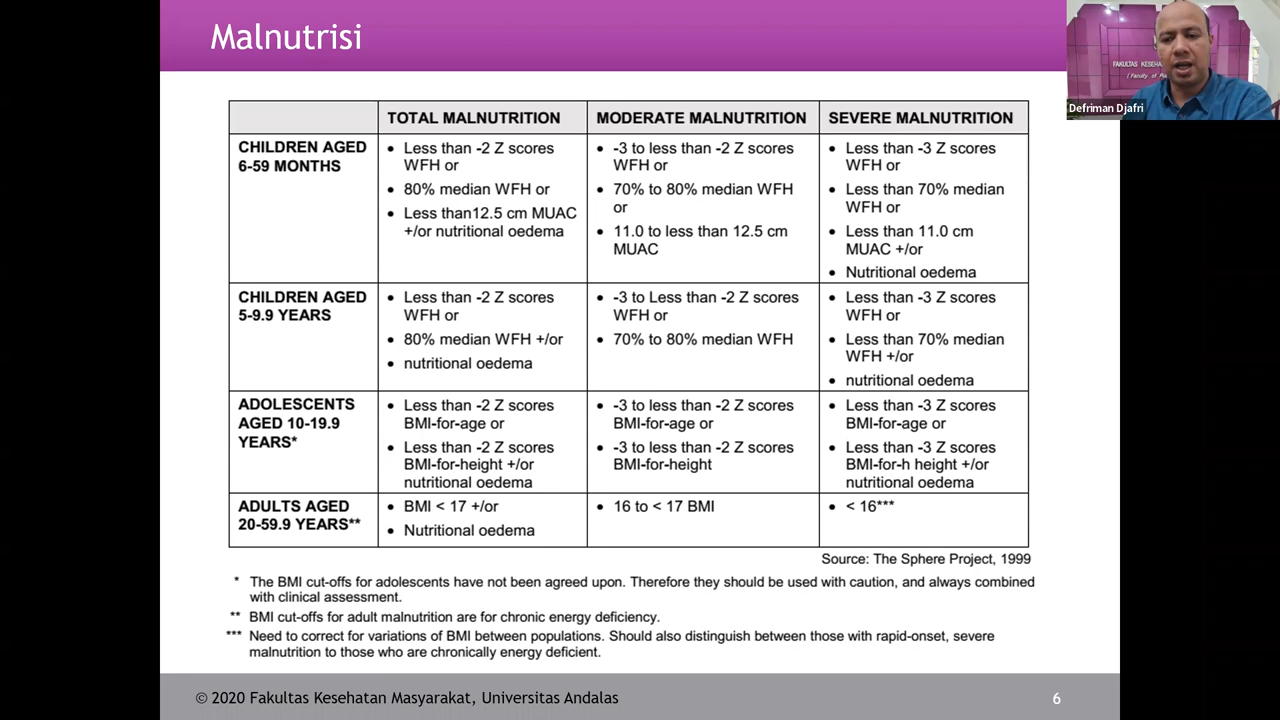 Malnutrisi
FAKULTAS KESEHA
Defriman Djafri
TOTAL MALNUTRITION
MODERATE MALNUTRITION
SEVERE MALNUTRITION
CHILDREN AGED
6-59 MONTHS
• Less than -2 Z scores
WFH or
• 80% median WFH or
• Less than12.5 cm MUAC
+/or nutritional oedema
• -3 to less than -2 Z scores
WFH or
• 70% to 80% median WFH
or
• 11.0 to less than 12.5 cm
MUAC
• Less than -3 Z scores
WFH or
• Less than 70% median
WFH or
• Less than 11.0 cm
MUAC +/or
• Nutritional oedema
CHILDREN AGED
5-9.9 YEARS
• Less than -2 Z scores
WFH or
• 80% median WFH +/or
• nutritional oedema
• -3 to Less than -2 Z scores
WFH or
• 70% to 80% median WFH
• Less than -3 Z scores
WFH or
• Less than 70% median
WFH +/or
• nutritional oedema
ADOLESCENTS
AGED 10-19.9
YEARS*
• Less than -2 Z scores
BMI-for-age or
• Less than -2 Z scores
BMI-for-height +/or
nutritional oedema
• -3 to less than -2 Z scores
BMI-for-age or
• -3 to less than -2 Z scores
BMI-for-height
• Less than -3 Z scores
BMI-for-age or
• Less than -3 Z scores
BMI-for-h height +/or
nutritional oedema
ADULTS AGED
20-59.9 YEARS**
• BMI < 17 +/or
• Nutritional oedema
• 16 to < 17 BMI
• < 16***
Source: The Sphere Project, 1999
* The BMI cut-offs for adolescents have not been agreed upon. Therefore they should be used with caution, and always combined
with clinical assessment.
** BMI cut-offs for adult malnutrition are for chronic energy deficiency.
*** Need to correct for variations of BMI between populations. Should also distinguish between those with rapid-onset, severe
malnutrition to those who are chronically energy deficient.
© 2020 Fakultas Kesehatan Masyarakat, Universitas Andalas
6